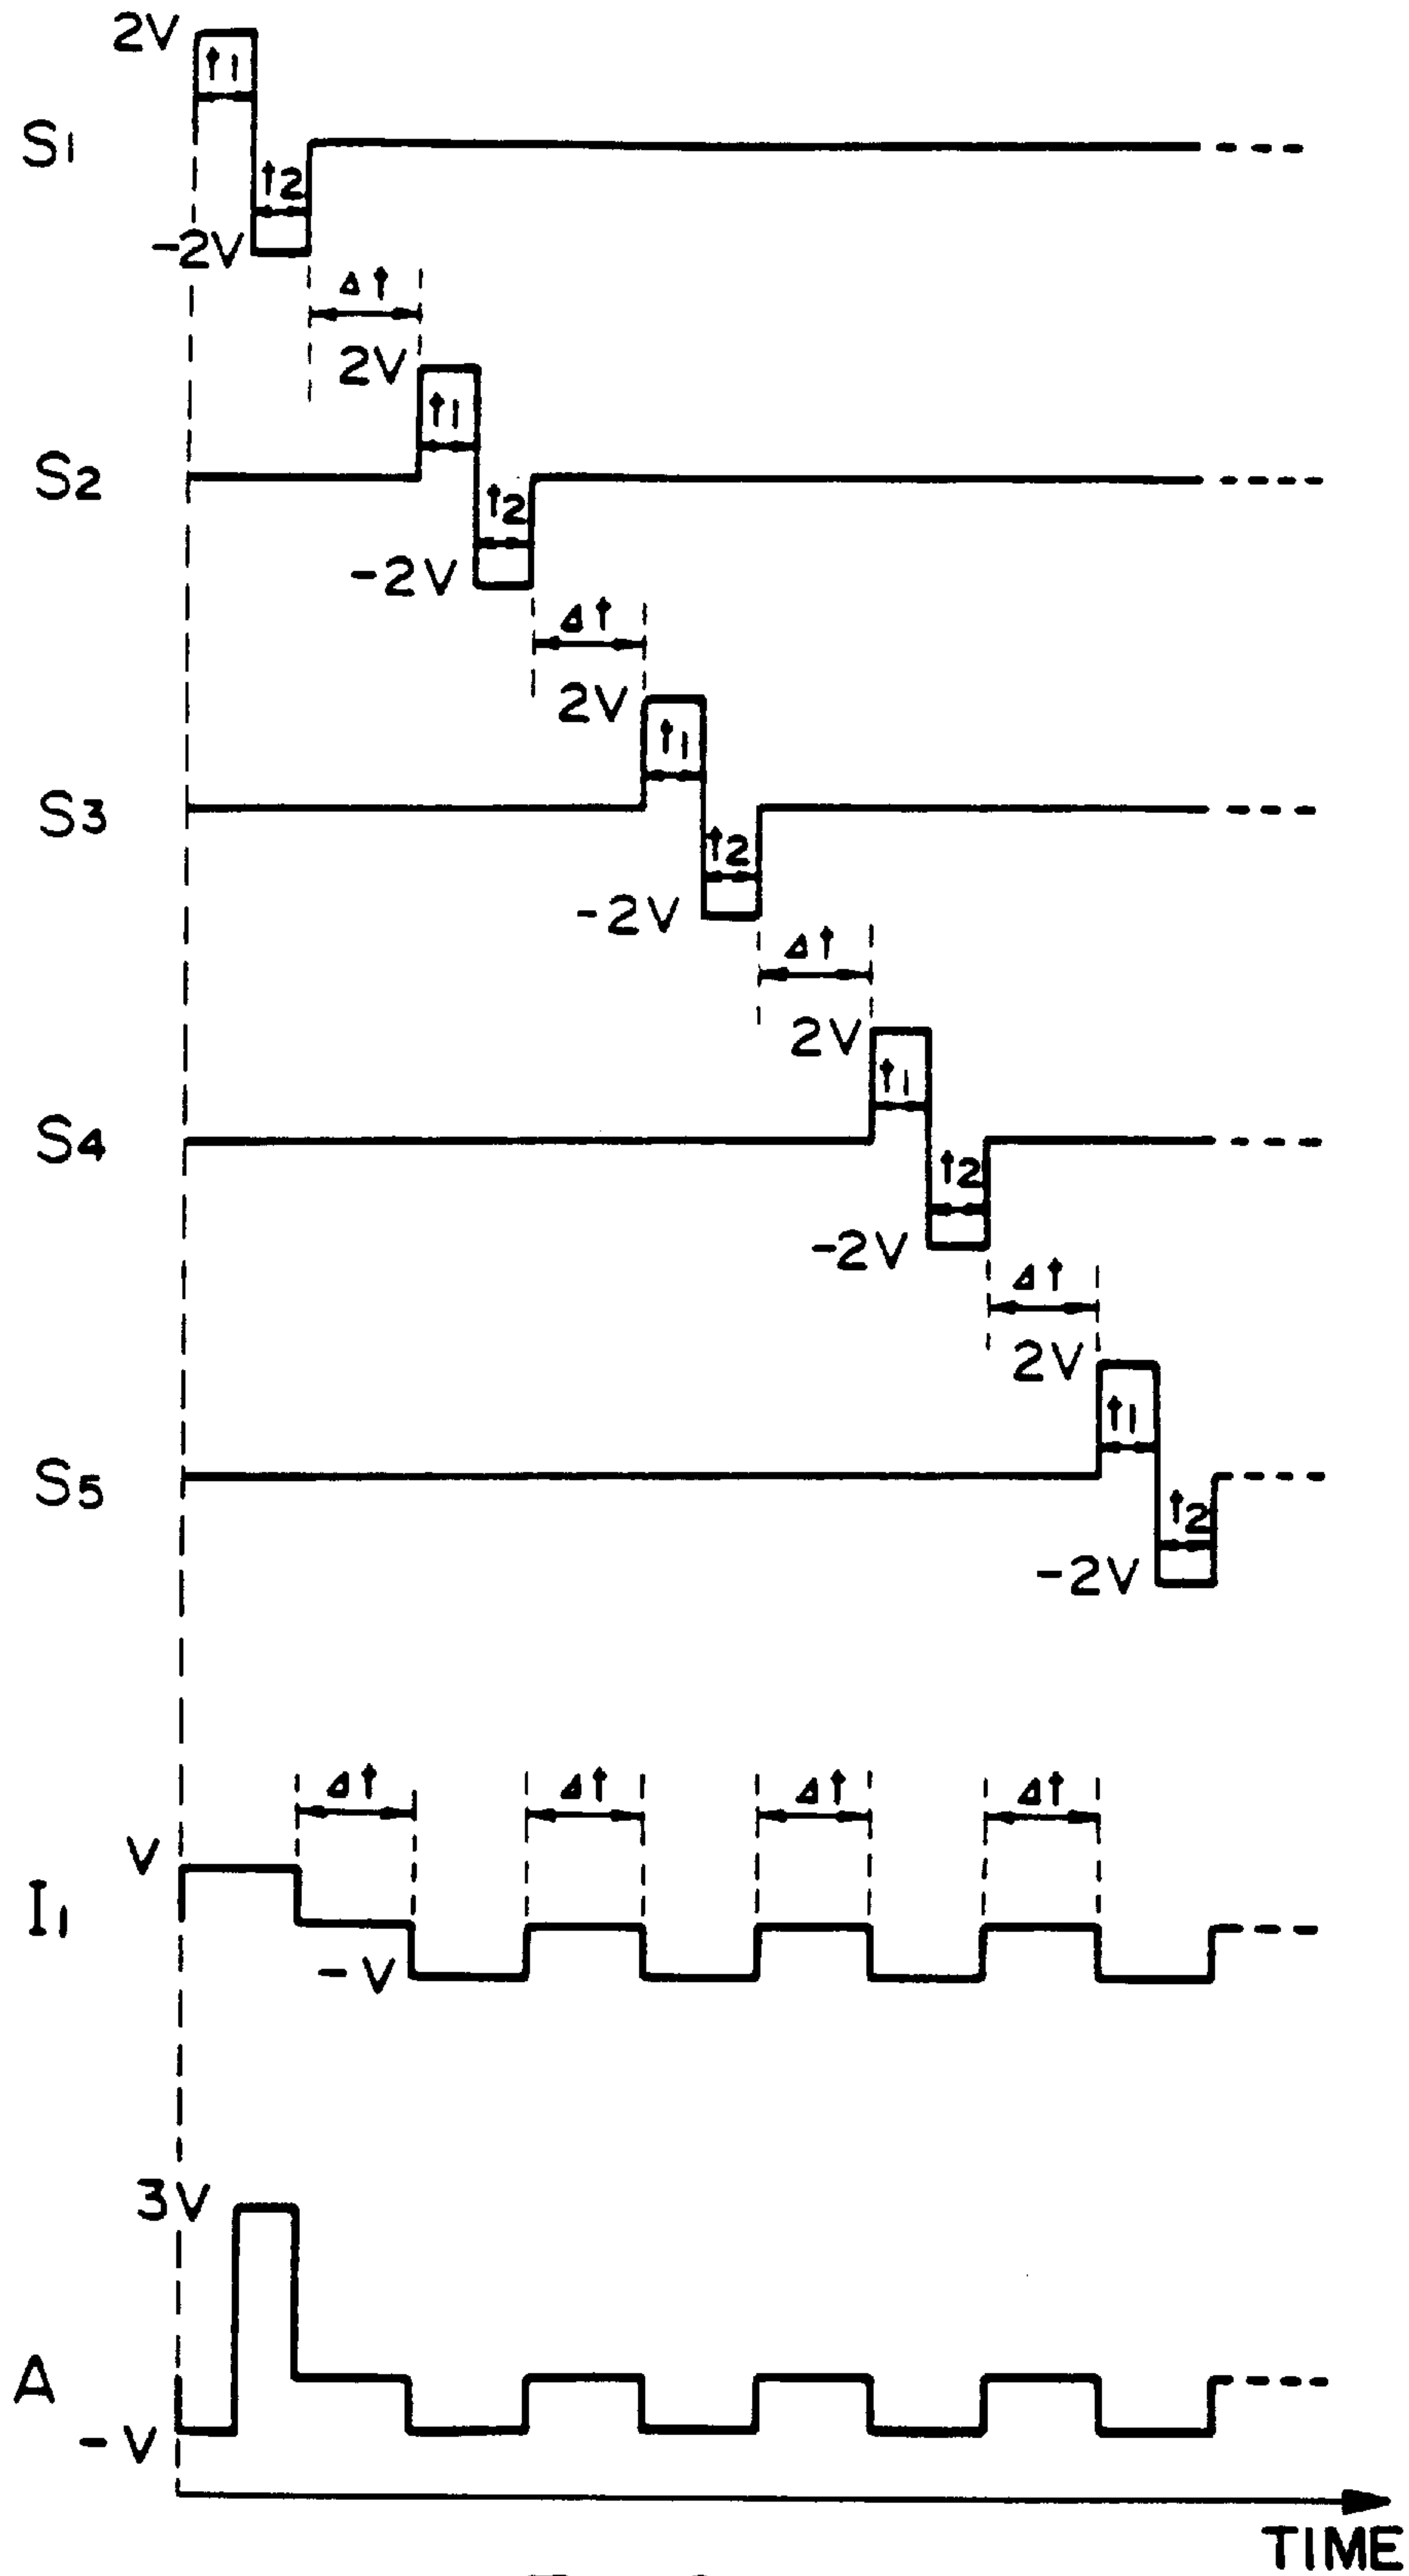 2V
t1
S1
t2
-2V
Δt
2V
t1
S2
t2
-2V
Δt
2V
t1
S3
t2
-2V
Δt
2V
t1
S4
t2
-2V
Δt
2V
t1
S5
t2
-2V
Δt Δt Δt Δt
V
I1
-V
3V
A
-V
TIME